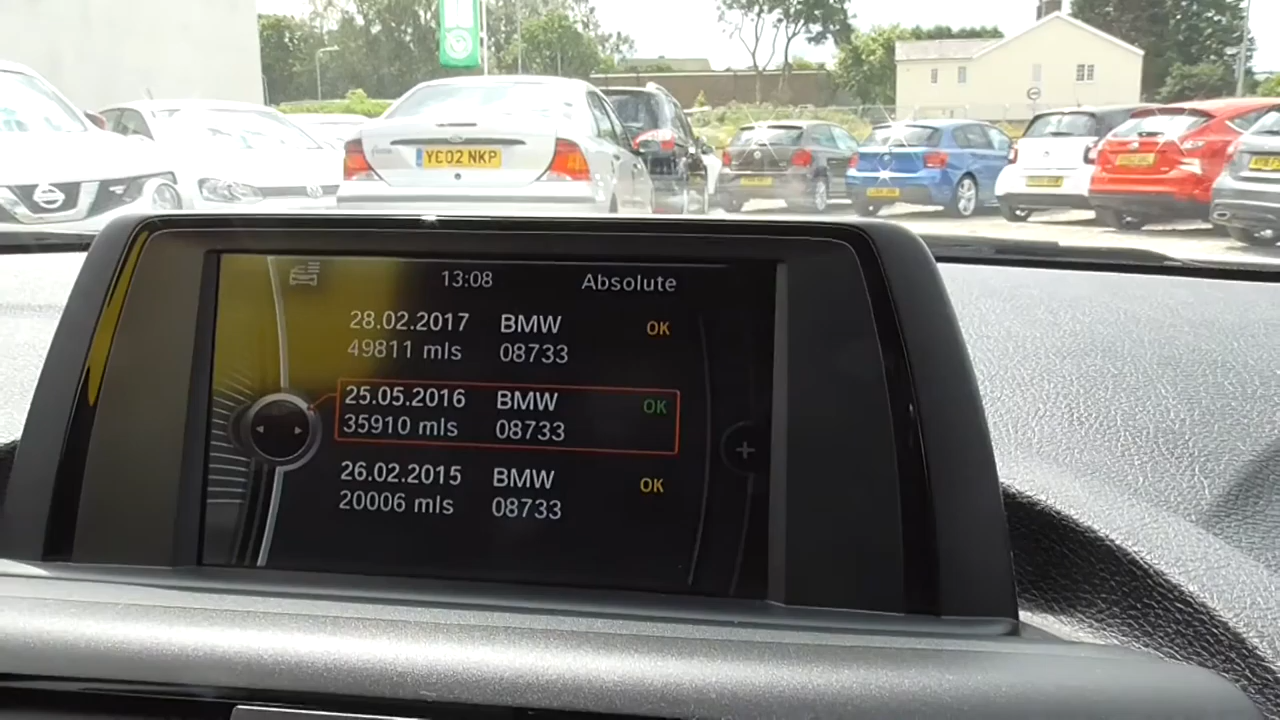 YC02 NKP
13:08 Absolute
28.02.2017 BMW OK
49811 mls 08733
25.05.2016 BMW OK
35910 mls 08733
26.02.2015 BMW OK
20006 mls 08733